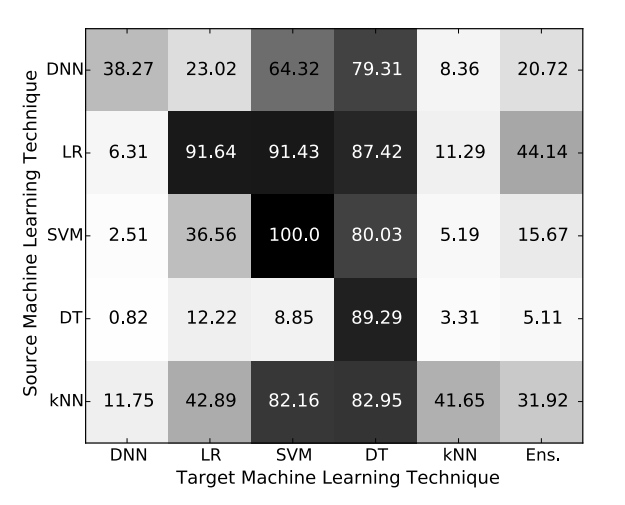 Source Machine Learning Technique
DNN 38.27 23.02 64.32 79.31 8.36 20.72
LR 6.31 91.64 91.43 87.42 11.29 44.14
SVM 2.51 36.56 100.0 80.03 5.19 15.67
DT 0.82 12.22 8.85 89.29 3.31 5.11
kNN 11.75 42.89 82.16 82.95 41.65 31.92
DNN LR SVM DT kNN Ens.
Target Machine Learning Technique